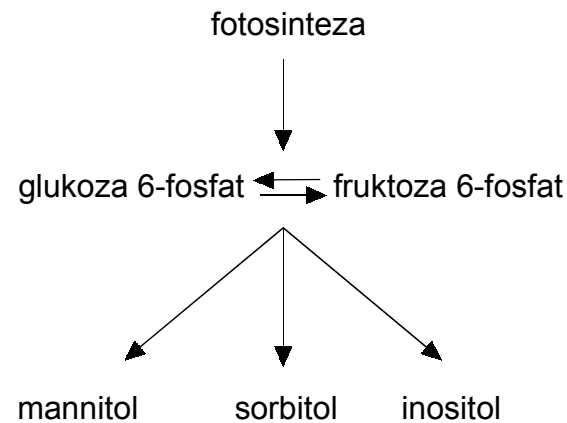 fotosinteza
glukoza 6-fosfat fruktoza 6-fosfat
mannitol sorbitol inositol